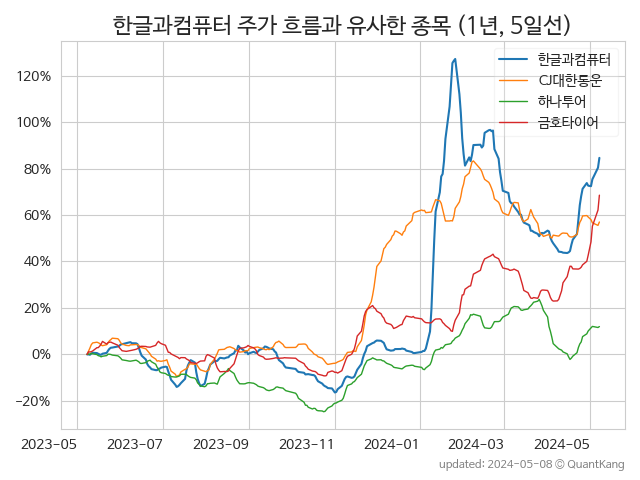 한글과컴퓨터 주가 흐름과 유사한 종목 (1년, 5일선)
한글과컴퓨터
CJ대한통운
하나투어
금호타이어
120%
100%
80%
60%
40%
20%
0%
−20%
2023−05
2023−07
2023−09
2023−11
2024−01
2024−03
2024−05
updated: 2024-05-08 © QuantKang